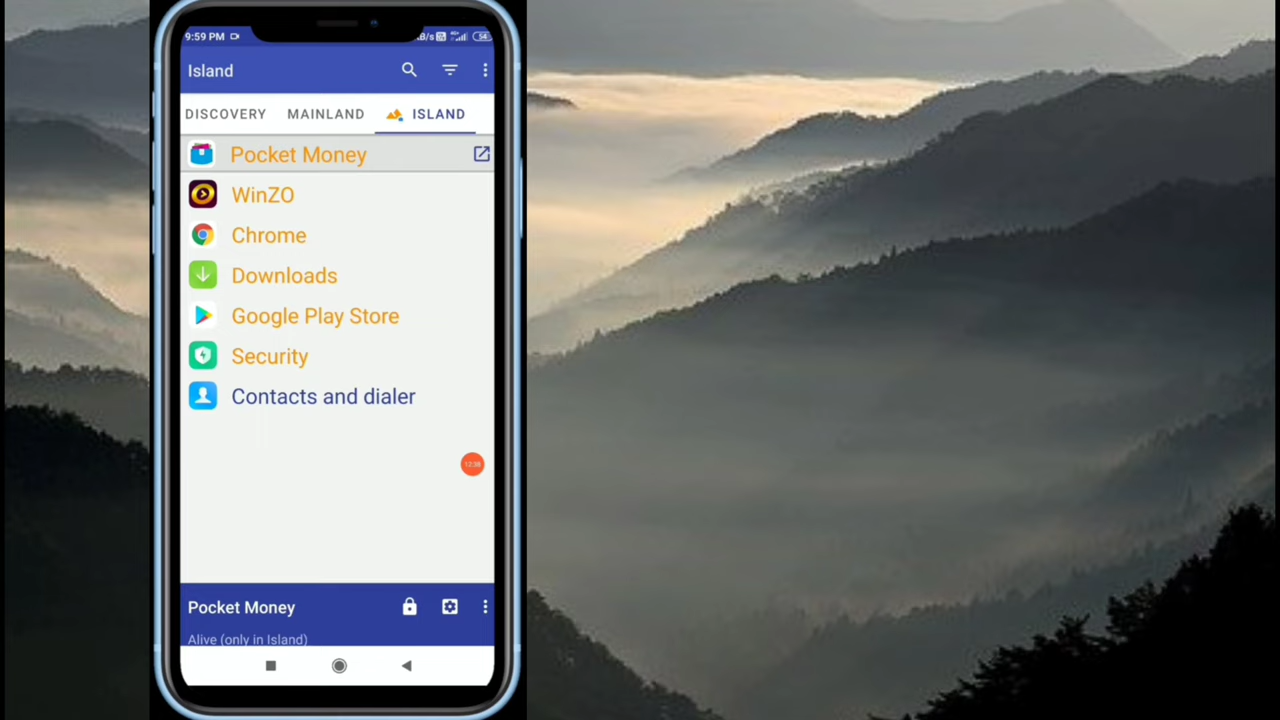 9:59 PM
B/s 54
Island
DISCOVERY MAINLAND ISLAND
Pocket Money
WinZO
Chrome
Downloads
Google Play Store
Security
Contacts and dialer
Pocket Money
Alive (only in Island)